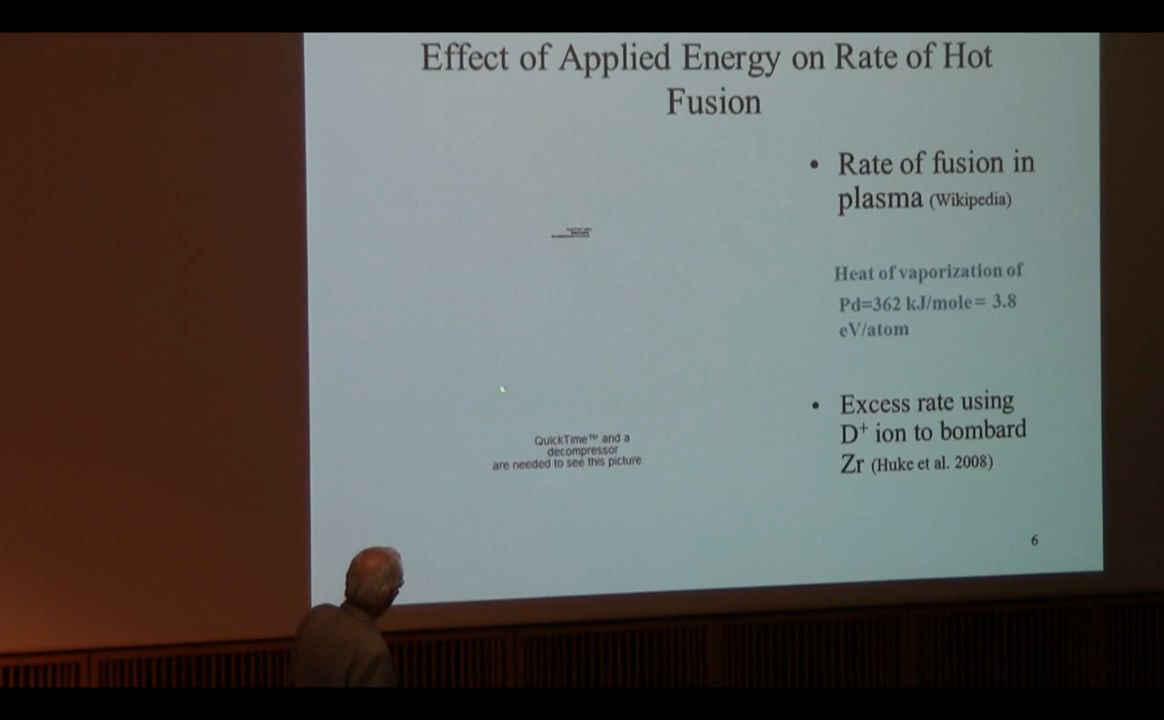 Effect of Applied Energy on Rate of Hot
Fusion
• Rate of fusion in
plasma (Wikipedia)
Heat of vaporization of
Pd=362 kJ/mole= 3.8
eV/atom
• Excess rate using
D⁺ ion to bombard
Zr (Huke et al. 2008)
QuickTime™ and a
decompressor
are needed to see this picture.
6